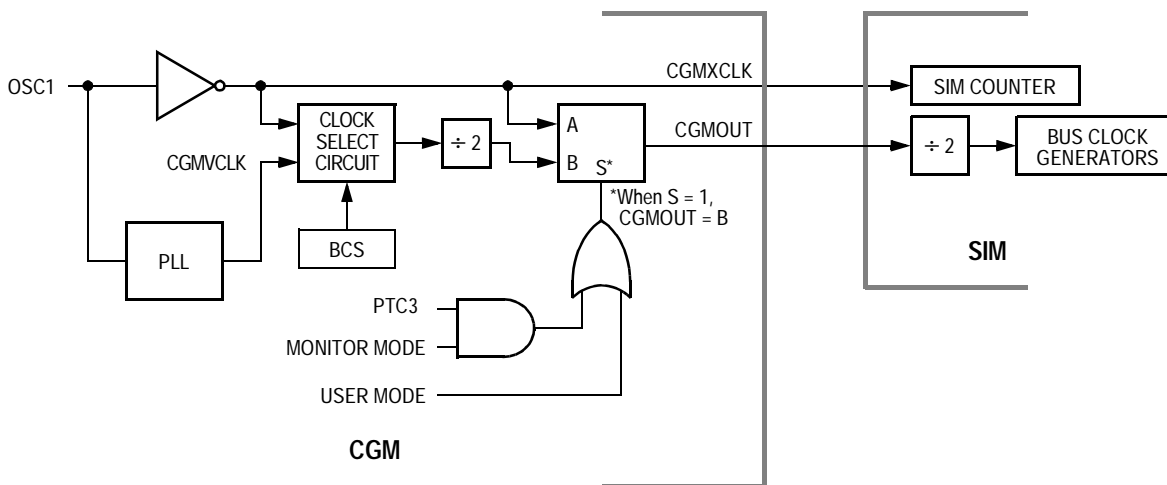 OSC1
CGMXCLK
SIM COUNTER
CLOCK
SELECT
CIRCUIT
÷ 2
A
B
S*
CGMOUT
÷ 2
BUS CLOCK
GENERATORS
CGMVCLK
*When S = 1,
CGMOUT = B
BCS
PLL
SIM
PTC3
MONITOR MODE
USER MODE
CGM